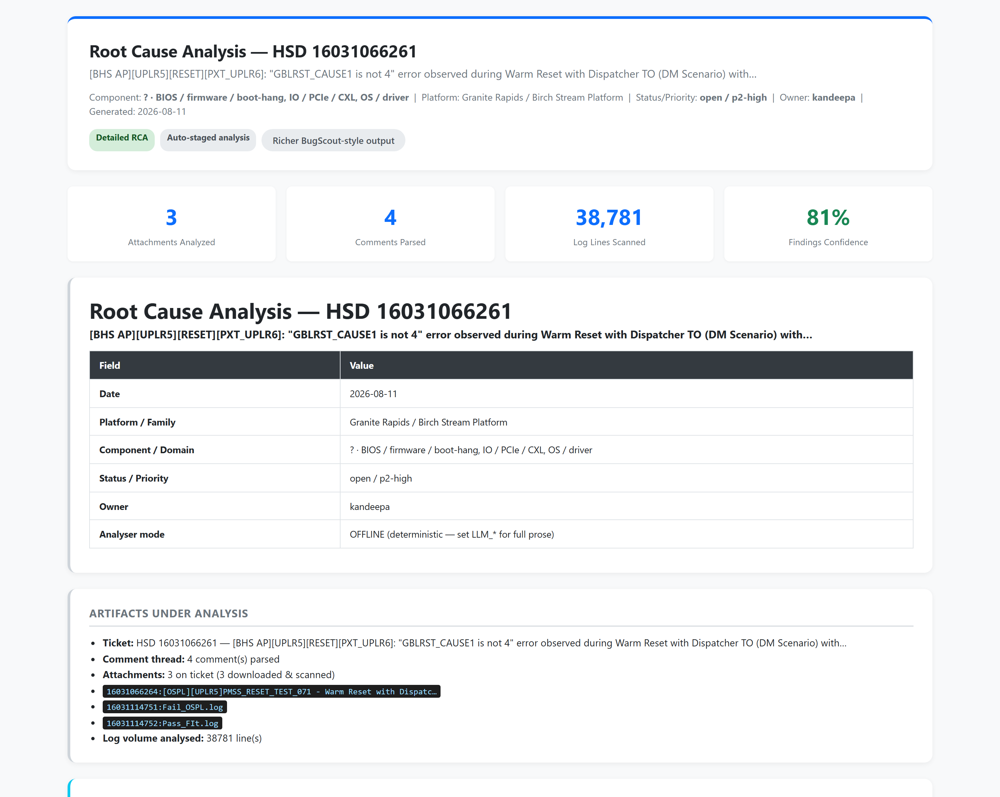 Root Cause Analysis — HSD 16031066261
[BHS AP][UPLR5][RESET][PXT_UPLR6]: "GBLRST_CAUSE1 is not 4" error observed during Warm Reset with Dispatcher TO (DM Scenario) with...
Component: ? · BIOS / firmware / boot-hang, IO / PCIe / CXL, OS / driver | Platform: Granite Rapids / Birch Stream Platform | Status/Priority: open / p2-high | Owner: kandeepa |
Generated: 2026-08-11
Detailed RCA Auto-staged analysis Richer BugScout-style output
3 4 38,781 81%
Attachments Analyzed Comments Parsed Log Lines Scanned Findings Confidence
Root Cause Analysis — HSD 16031066261
[BHS AP][UPLR5][RESET][PXT_UPLR6]: "GBLRST_CAUSE1 is not 4" error observed during Warm Reset with Dispatcher TO (DM Scenario) with...
Field Value
Date 2026-08-11
Platform / Family Granite Rapids / Birch Stream Platform
Component / Domain ? · BIOS / firmware / boot-hang, IO / PCIe / CXL, OS / driver
Status / Priority open / p2-high
Owner kandeepa
Analyser mode OFFLINE (deterministic — set LLM_* for full prose)
ARTIFACTS UNDER ANALYSIS
• Ticket: HSD 16031066261 — [BHS AP][UPLR5][RESET][PXT_UPLR6]: "GBLRST_CAUSE1 is not 4" error observed during Warm Reset with Dispatcher TO (DM Scenario) with...
• Comment thread: 4 comment(s) parsed
• Attachments: 3 on ticket (3 downloaded & scanned)
• 16031066264:[OSPL][UPLR5]PMSS_RESET_TEST_071 - Warm Reset with Dispatc…
• 16031114751:Fail_OSPL.log
• 16031114752:Pass_FIt.log
• Log volume analysed: 38781 line(s)